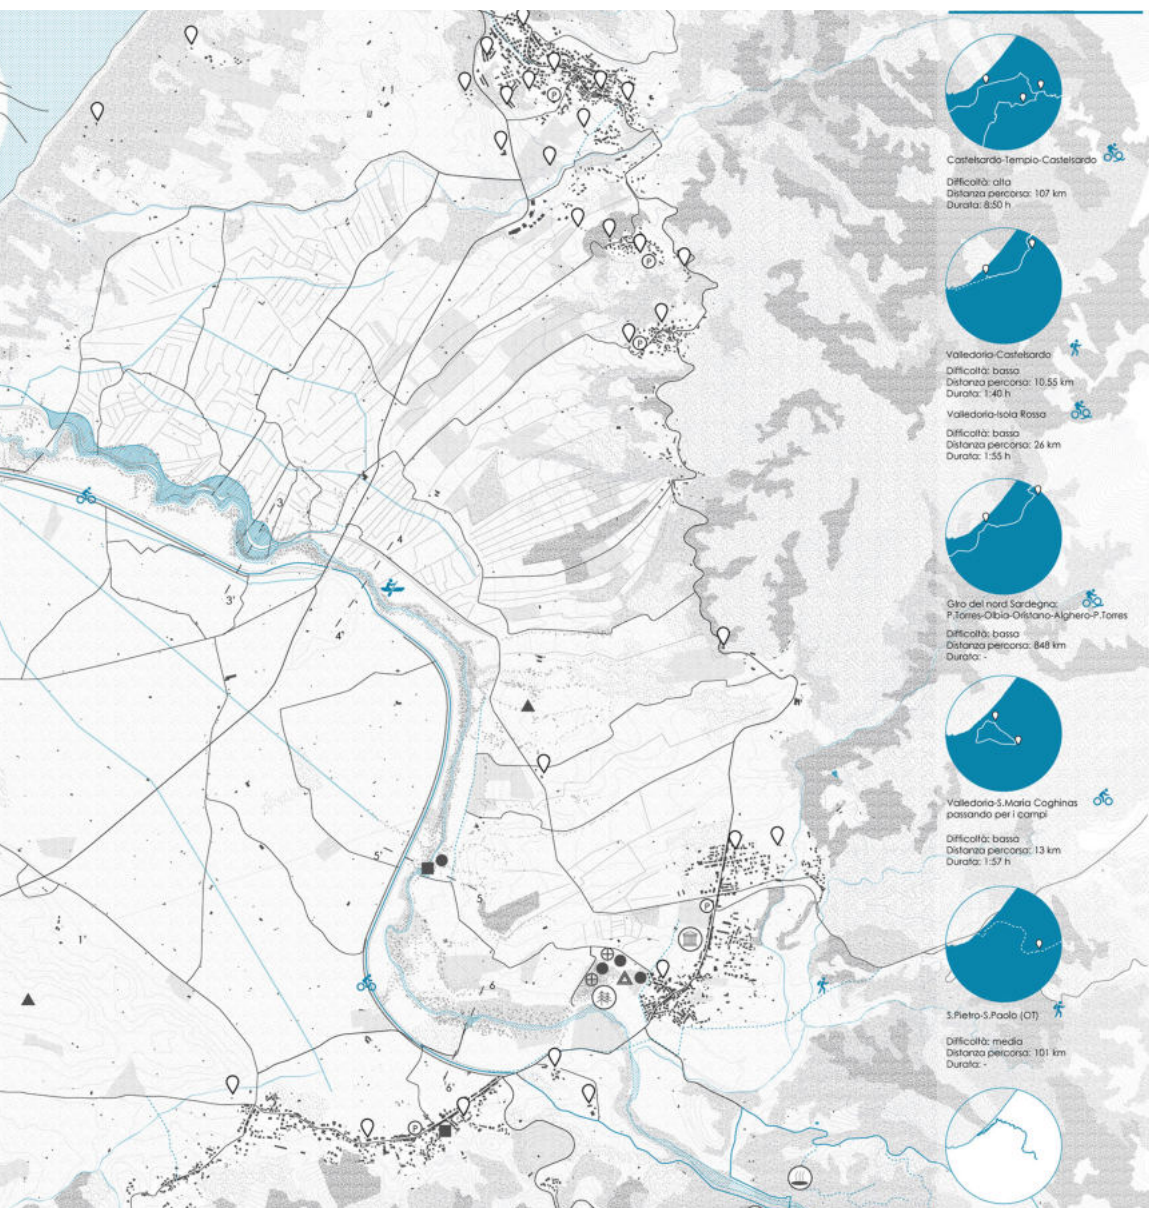 P
Castelsardo-Tempio-Castelsardo
Difficoltà: alta
Distanza percorsa: 107 km
Durata: 8:50 h
P
P
Valledoria-Castelsardo
Difficoltà: bassa
Distanza percorsa: 10.55 km
Durata: 1:40 h
Valledoria-Isola Rossa
Difficoltà: bassa
Distanza percorsa: 26 km
Durata: 1:55 h
3
4
3'
4'
Giro del nord Sardegna:
P.Torres-Olbia-Oristano-Alghero-P.Torres
Difficoltà: bassa
Distanza percorsa: 848 km
Durata: -
Valledoria-S.Maria Coghinas
passando per i campi
Difficoltà: bassa
Distanza percorsa: 13 km
Durata: 1:57 h
5'
5
P
1'
6
S.Pietro-S.Paolo (OT)
Difficoltà: media
Distanza percorsa: 101 km
Durata: -
6'
P